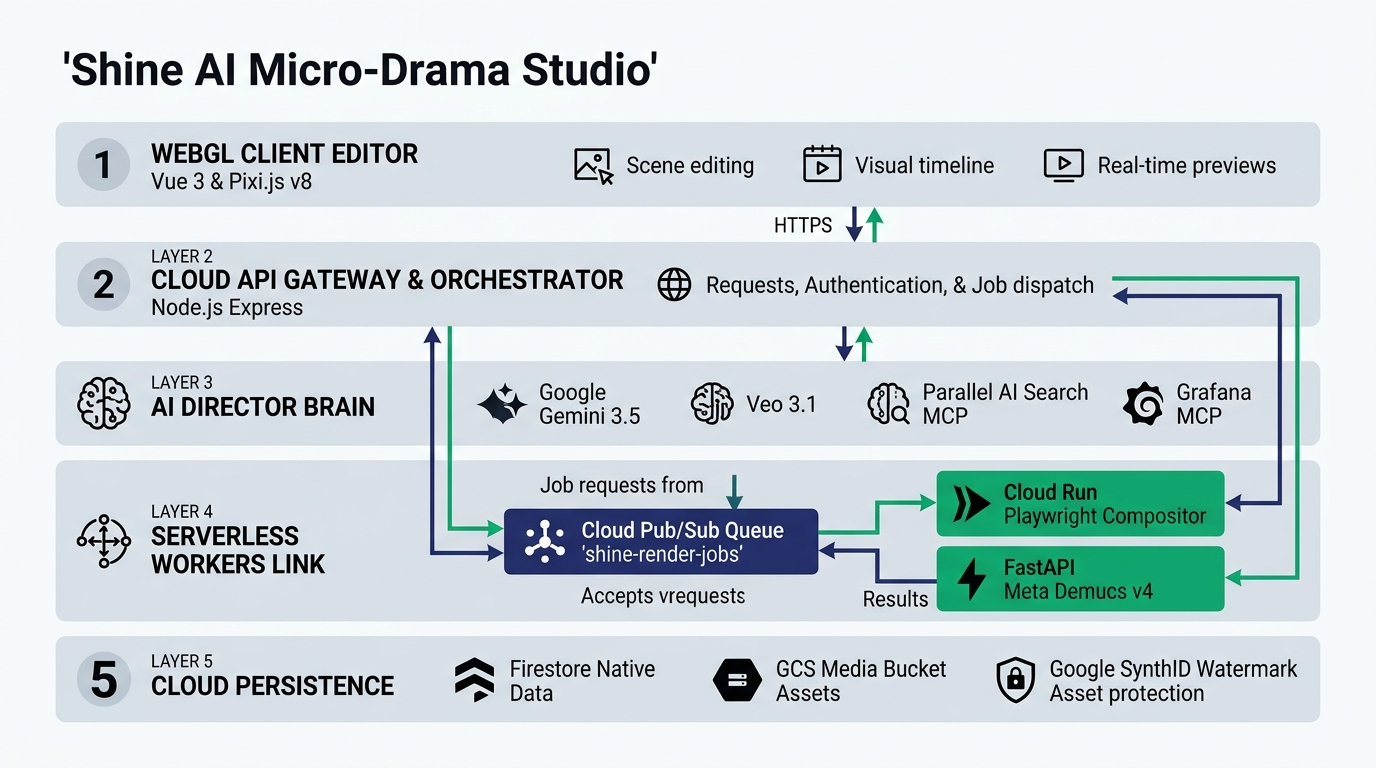 'Shine AI Micro-Drama Studio'
1
WEBGL CLIENT EDITOR
Vue 3 & Pixi.js v8
Scene editing
Visual timeline
Real-time previews
HTTPS
2
LAYER 2
CLOUD API GATEWAY & ORCHESTRATOR
Node.js Express
Requests, Authentication, & Job dispatch
LAYER 3
AI DIRECTOR BRAIN
Google
Gemini 3.5
Veo 3.1
Parallel AI Search
MCP
Grafana
MCP
LAYER 4
SERVERLESS
WORKERS LINK
Job requests from
Cloud Pub/Sub Queue
'shine-render-jobs'
Accepts vrequests
Results
Cloud Run
Playwright Compositor
FastAPI
Meta Demucs v4
5
LAYER 5
CLOUD PERSISTENCE
Firestore Native
Data
GCS Media Bucket
Assets
Google SynthID Watermark
Asset protection